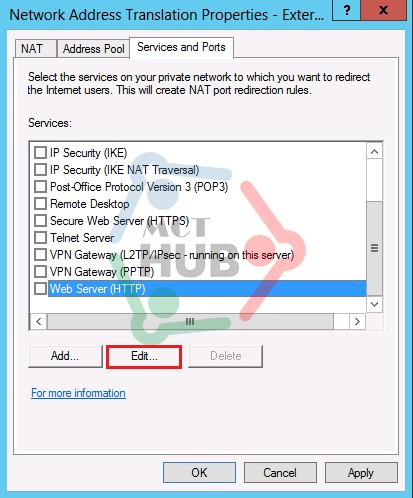 Network Address Translation Properties - Exter...
? x
NAT
Address Pool
Services and Ports
Select the services on your private network to which you want to redirect
the Internet users. This will create NAT port redirection rules.
Services:
IP Security (IKE)
IP Security (IKE NAT Traversal)
Post-Office Protocol Version 3 (POP3)
Remote Desktop
Secure Web Server (HTTPS)
Telnet Server
VPN Gateway (L2TP/IPsec - running on this server)
VPN Gateway (PPTP)
Web Server (HTTP)
MCT
HUB
Add...
Edit...
Delete
For more information
OK
Cancel
Apply